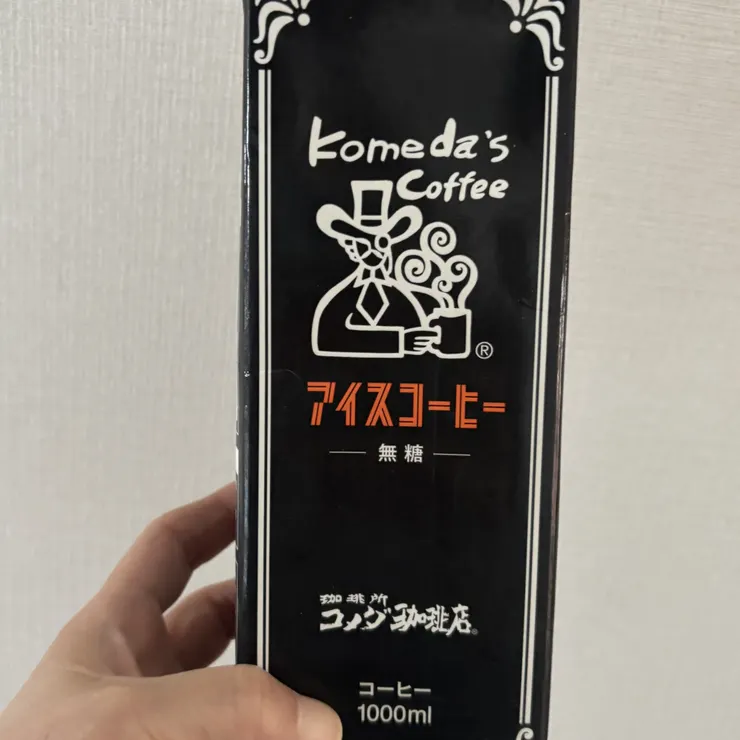 Komeda's
Coffee
®
アイスコーヒー
無糖
珈琲所
コメダ珈琲店
コーヒー
1000ml